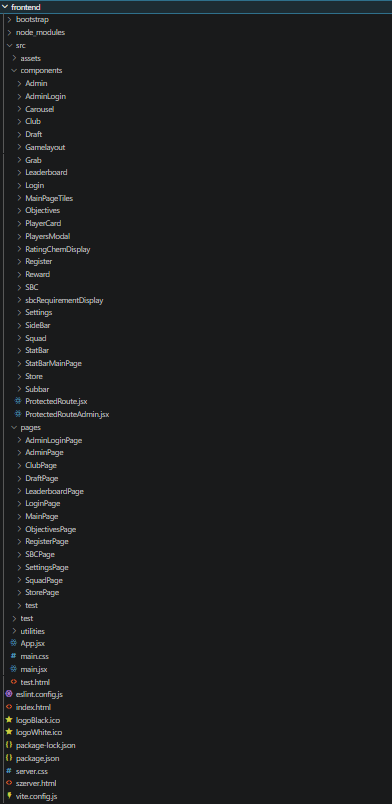 frontend
bootstrap
node_modules
src
assets
components
Admin
AdminLogin
Carousel
Club
Draft
Gamelayout
Grab
Leaderboard
Login
MainPageTiles
Objectives
PlayerCard
PlayersModal
RatingChemDisplay
Register
Reward
SBC
sbcRequirementDisplay
Settings
SideBar
Squad
StatBar
StatBarMainPage
Store
Subbar
ProtectedRoute.jsx
ProtectedRouteAdmin.jsx
pages
AdminLoginPage
AdminPage
ClubPage
DraftPage
LeaderboardPage
LoginPage
MainPage
ObjectivesPage
RegisterPage
SBCPage
SettingsPage
SquadPage
StorePage
test
test
utilities
App.jsx
# main.css
main.jsx
<> test.html
eslint.config.js
<> index.html
logoBlack.ico
logoWhite.ico
{} package-lock.json
{} package.json
# server.css
<> szerver.html
vite.config.js